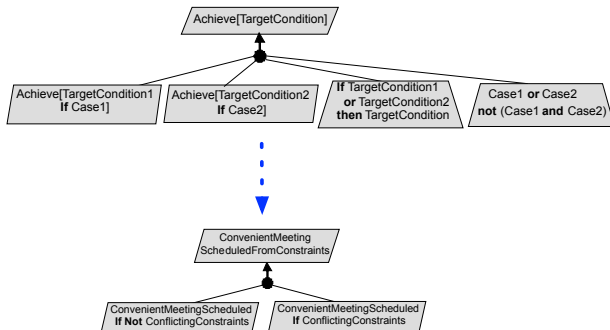 Achieve[TargetCondition]
Achieve[TargetCondition1
If Case1]
Achieve[TargetCondition2
If Case2]
If TargetCondition1
or TargetCondition2
then TargetCondition
Case1 or Case2
not (Case1 and Case2)
ConvenientMeeting
ScheduledFromConstraints
ConvenientMeetingScheduled
If Not ConflictingConstraints
ConvenientMeetingScheduled
If ConflictingConstraints